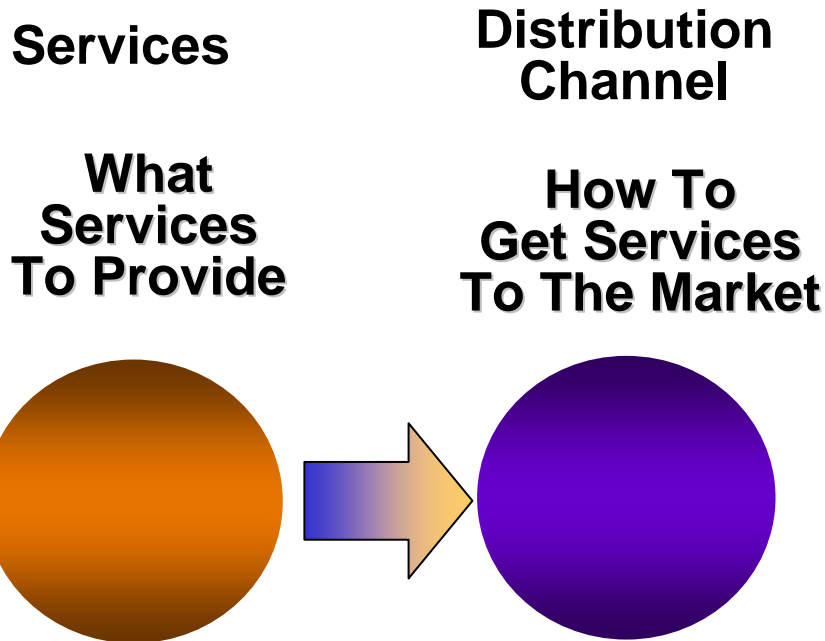 Services
What
Services
To Provide
Distribution
Channel
How To
Get Services
To The Market